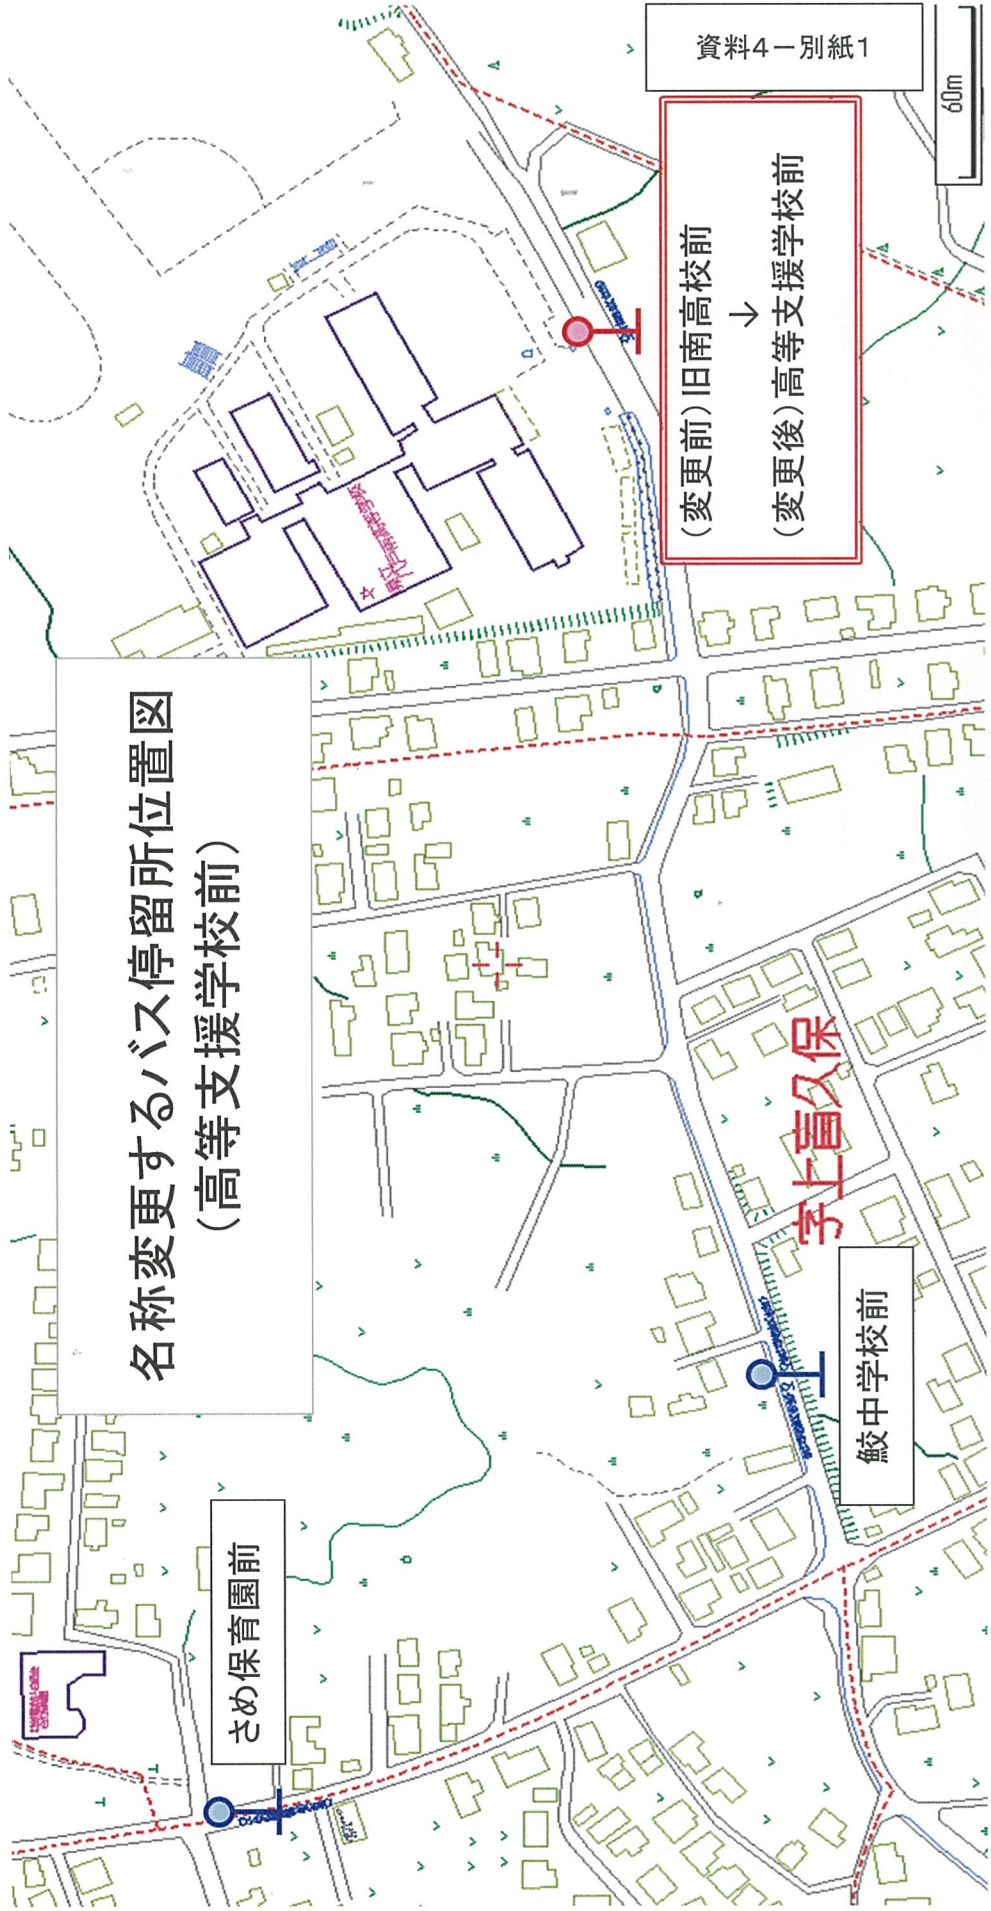 資料4－別紙1
60m
名称変更するバス停留所位置図
（高等支援学校前）
（変更前）旧南高校前
↓
（変更後）高等支援学校前
字上盲久保
鮫中学校前
さめ保育園前